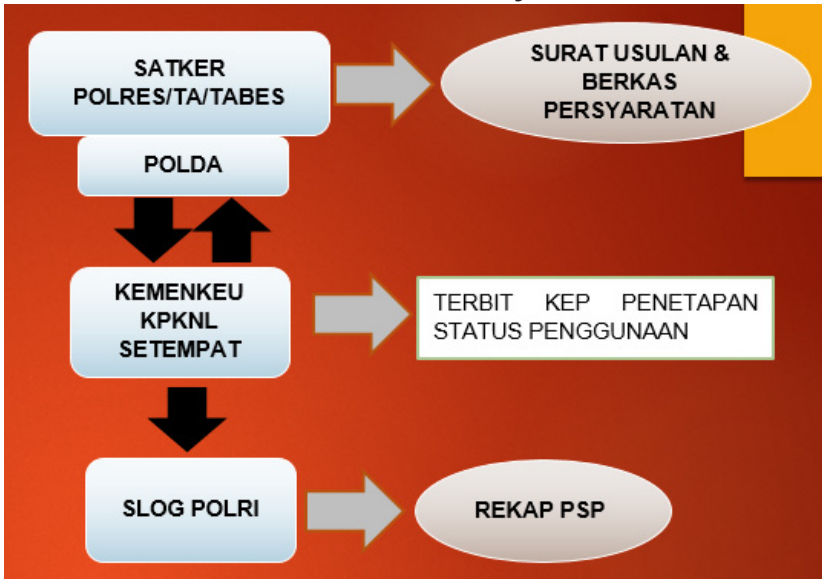 SATKER
POLRES/TA/TABES
SURAT USULAN &
BERKAS
PERSYARATAN
POLDA
KEMENKEU
KPKNL
SETEMPAT
TERBIT KEP PENETAPAN
STATUS PENGGUNAAN
SLOG POLRI
REKAP PSP